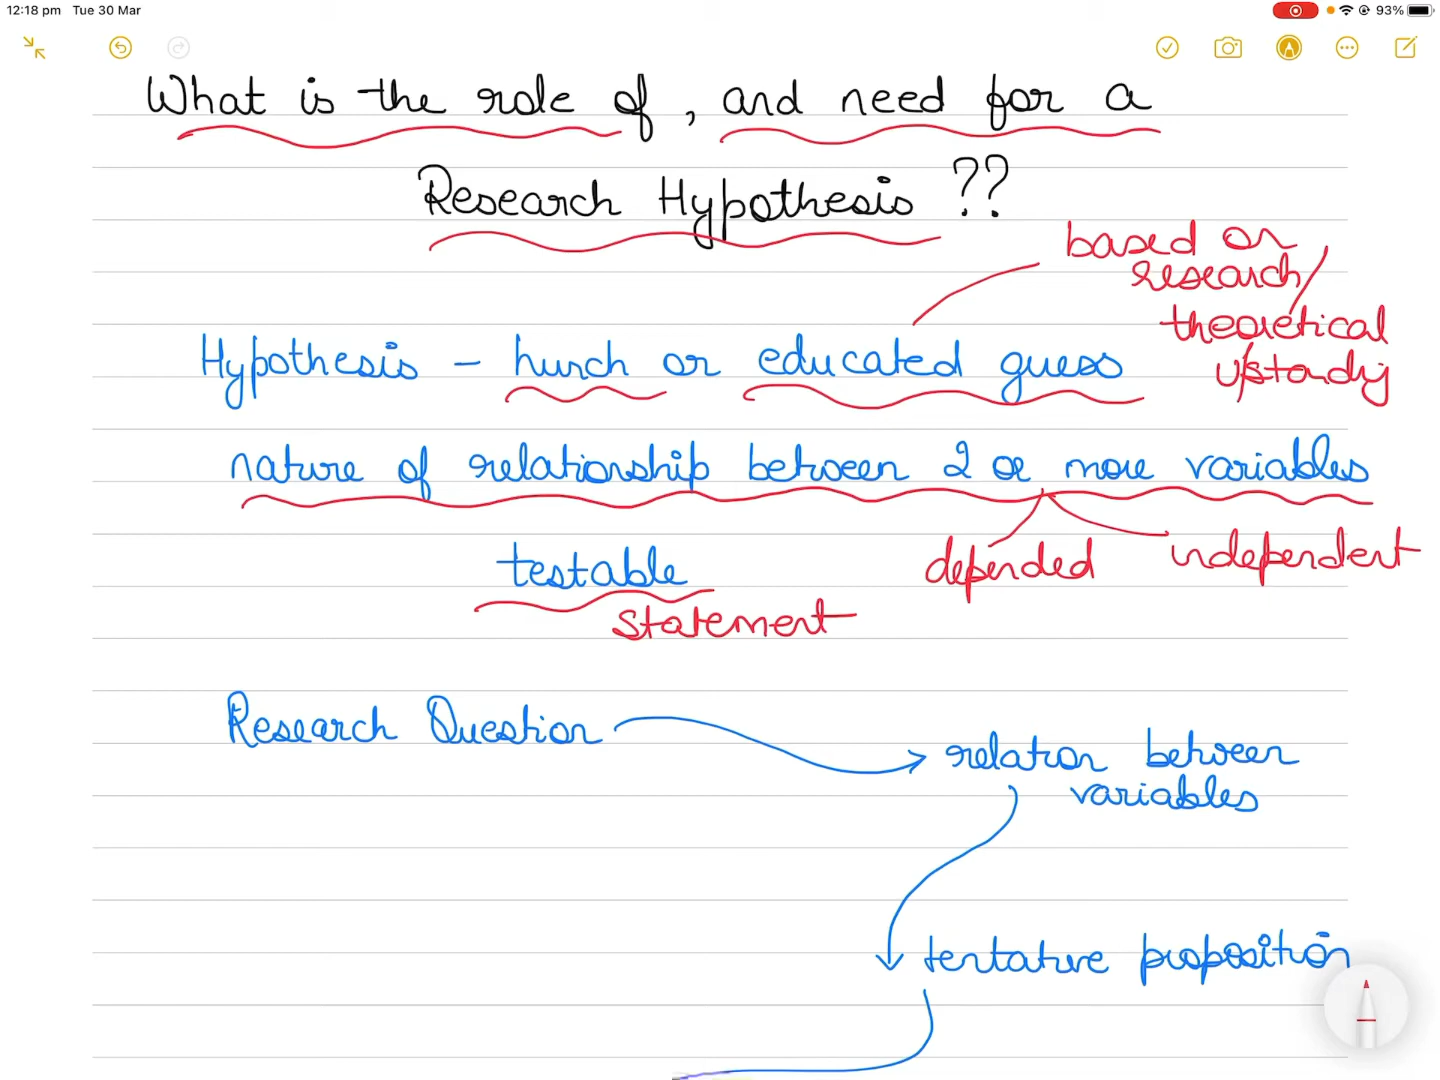 12:18 pm Tue 30 Mar
93%
What is the role of, and need for a
Research Hypothesis ??
based on
research/
theoretical
Hypothesis - hunch or educated guess
nature of relationship between 2 or more variables
testable
depended
independent
statement
Research Question
relation between
variables
tentative proposition